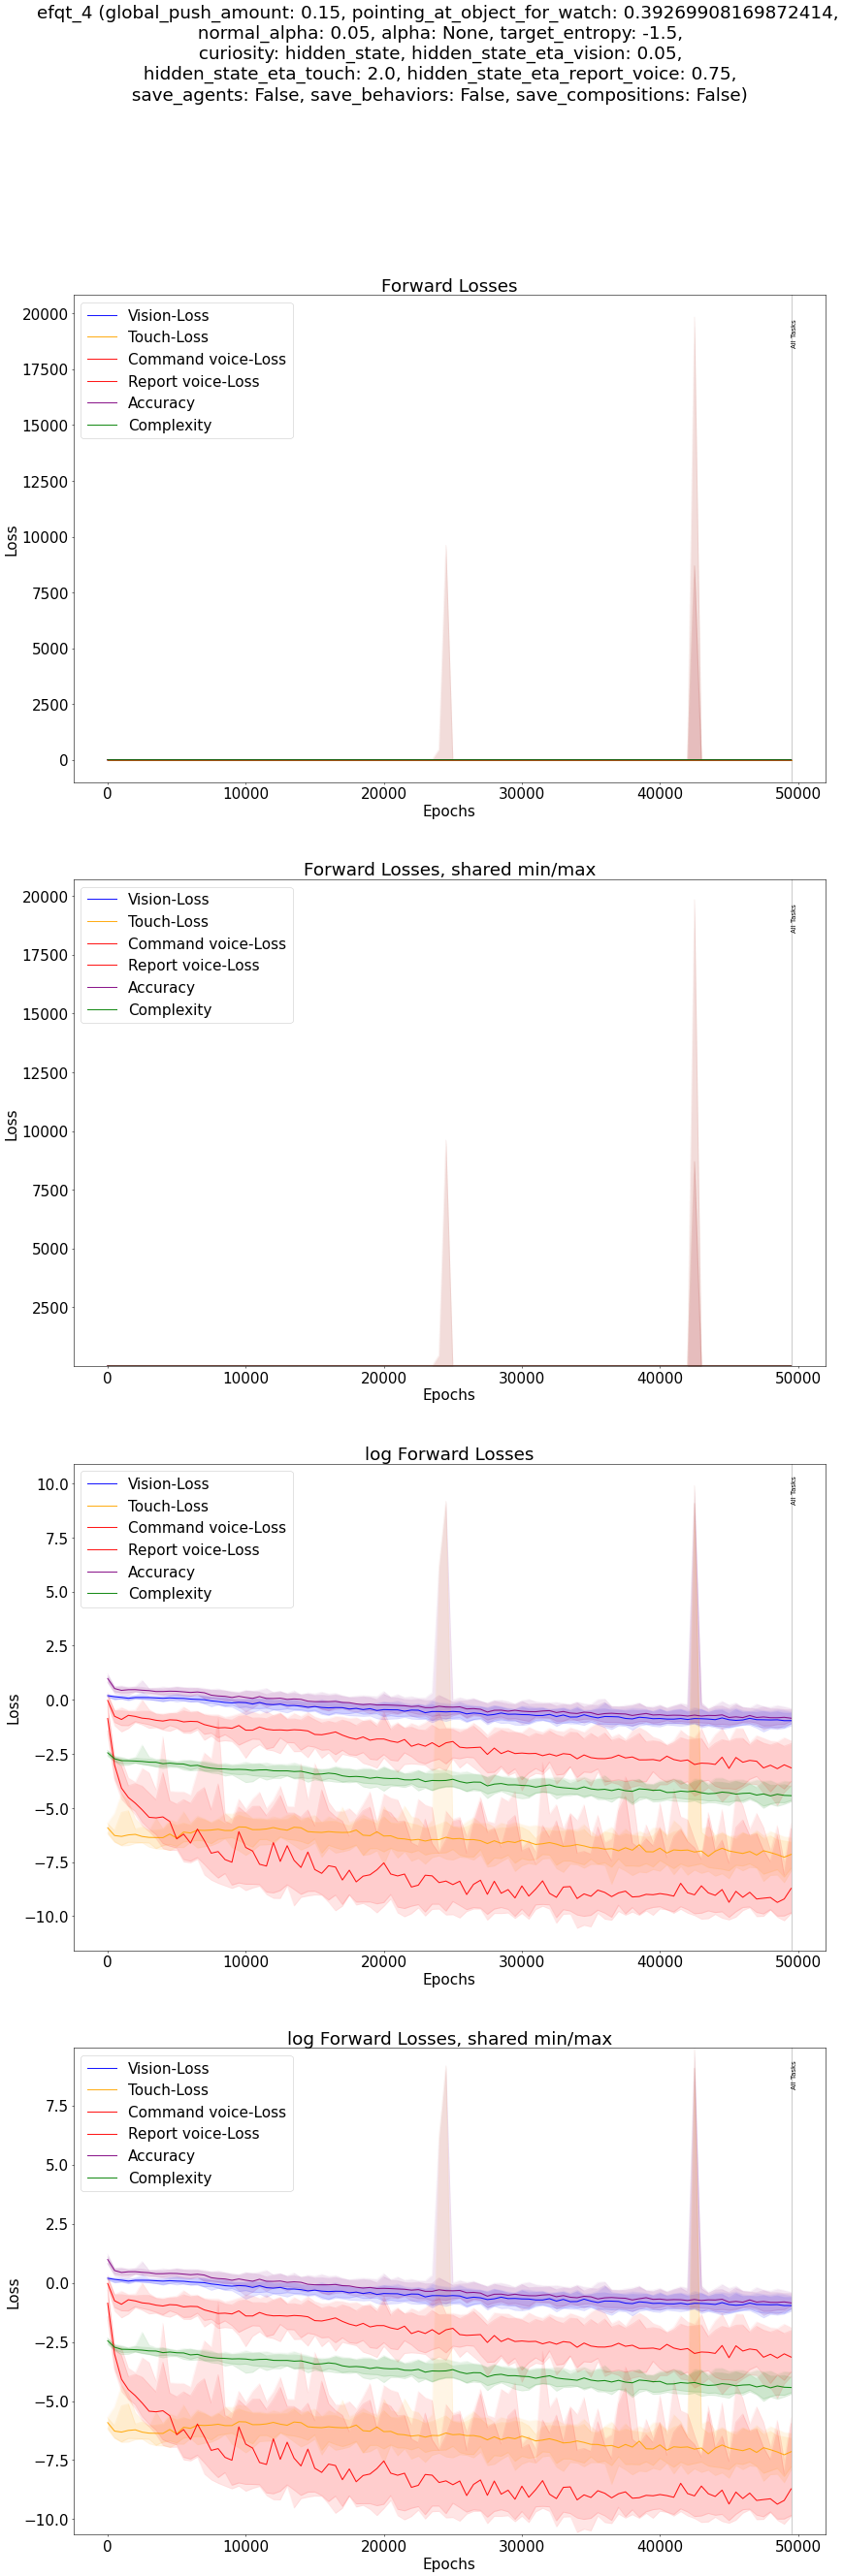 efqt_4 (global_push_amount: 0.15, pointing_at_object_for_watch: 0.39269908169872414,
normal_alpha: 0.05, alpha: None, target_entropy: -1.5,
curiosity: hidden_state, hidden_state_eta_vision: 0.05,
hidden_state_eta_touch: 2.0, hidden_state_eta_report_voice: 0.75,
save_agents: False, save_behaviors: False, save_compositions: False)
Forward Losses
Vision-Loss
Touch-Loss
Command voice-Loss
Report voice-Loss
Accuracy
Complexity
All Tasks
20000
17500
15000
12500
10000
7500
5000
2500
0
Loss
0 10000 20000 30000 40000 50000
Epochs
Forward Losses, shared min/max
Vision-Loss
Touch-Loss
Command voice-Loss
Report voice-Loss
Accuracy
Complexity
All Tasks
20000
17500
15000
12500
10000
7500
5000
2500
Loss
0 10000 20000 30000 40000 50000
Epochs
log Forward Losses
Vision-Loss
Touch-Loss
Command voice-Loss
Report voice-Loss
Accuracy
Complexity
All Tasks
10.0
7.5
5.0
2.5
0.0
−2.5
−5.0
−7.5
−10.0
Loss
0 10000 20000 30000 40000 50000
Epochs
log Forward Losses, shared min/max
Vision-Loss
Touch-Loss
Command voice-Loss
Report voice-Loss
Accuracy
Complexity
All Tasks
7.5
5.0
2.5
0.0
−2.5
−5.0
−7.5
−10.0
Loss
0 10000 20000 30000 40000 50000
Epochs